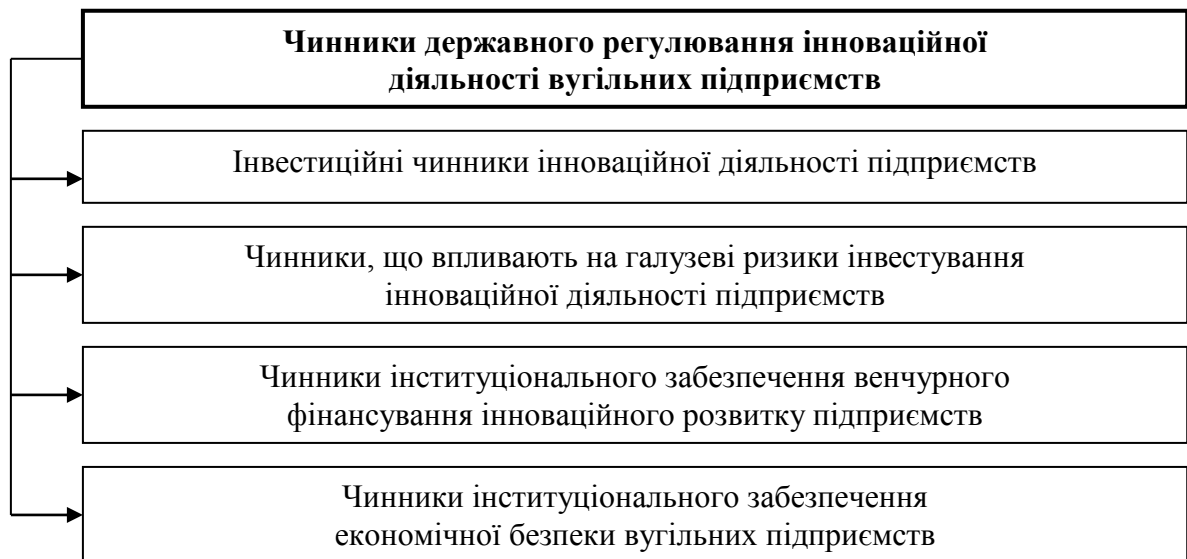 Чинники державного регулювання інноваційної
діяльності вугільних підприємств
Інвестиційні чинники інноваційної діяльності підприємств
Чинники, що впливають на галузеві ризики інвестування
інноваційної діяльності підприємств
Чинники інституціонального забезпечення венчурного
фінансування інноваційного розвитку підприємств
Чинники інституціонального забезпечення
економічної безпеки вугільних підприємств